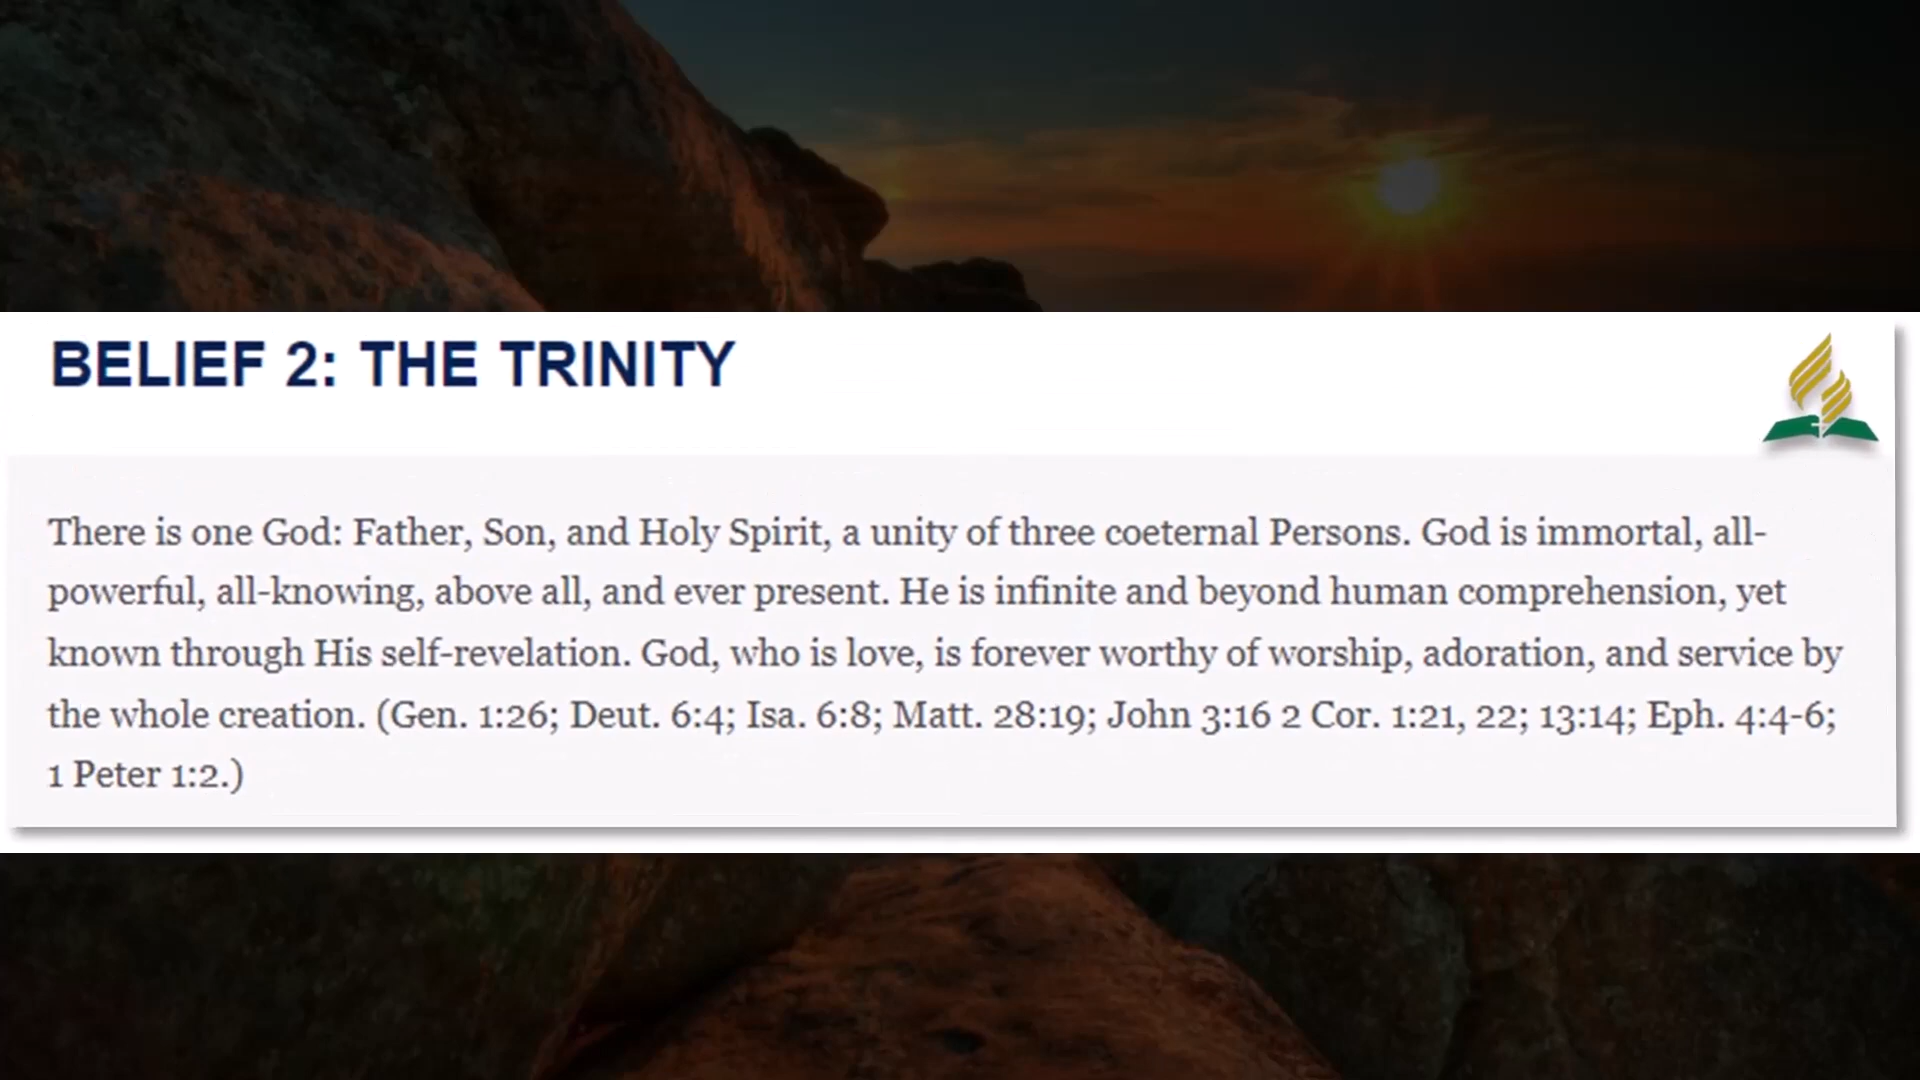 BELIEF 2: THE TRINITY
There is one God: Father, Son, and Holy Spirit, a unity of three coeternal Persons. God is immortal, all-
powerful, all-knowing, above all, and ever present. He is infinite and beyond human comprehension, yet
known through His self-revelation. God, who is love, is forever worthy of worship, adoration, and service by
the whole creation. (Gen. 1:26; Deut. 6:4; Isa. 6:8; Matt. 28:19; John 3:16 2 Cor. 1:21, 22; 13:14; Eph. 4:4-6;
1 Peter 1:2.)